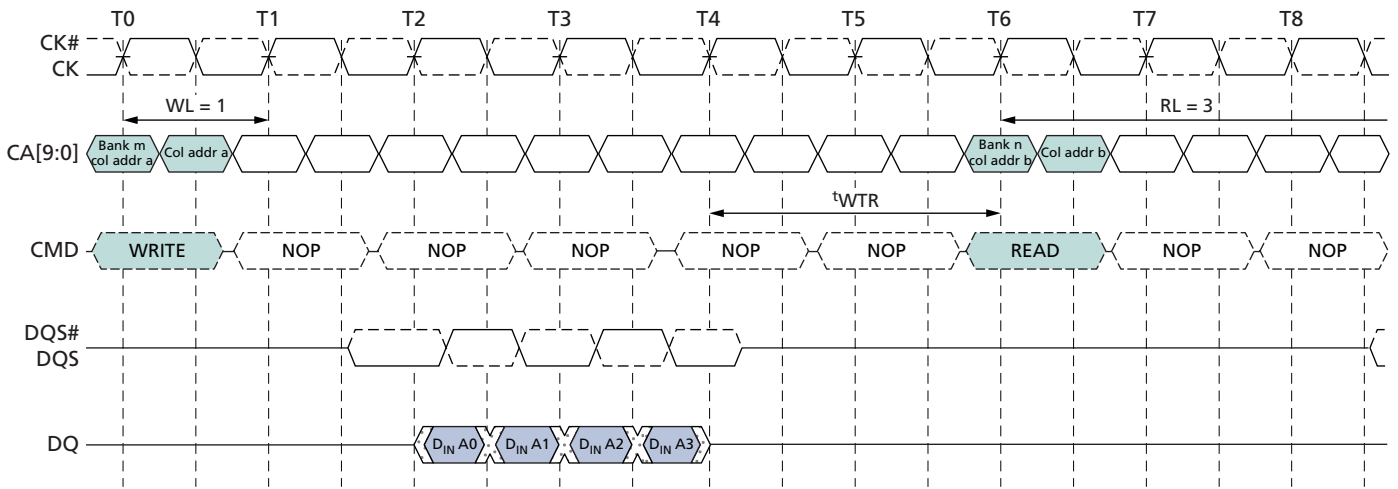 T0 T1 T2 T3 T4 T5 T6 T7 T8
CK#
CK
WL = 1 RL = 3
CA[9:0] Bank m col addr a Col addr a Bank n col addr b Col addr b
tWTR
CMD WRITE NOP NOP NOP NOP NOP READ NOP NOP
DQS#
DQS
DQ DIN A0 DIN A1 DIN A2 DIN A3